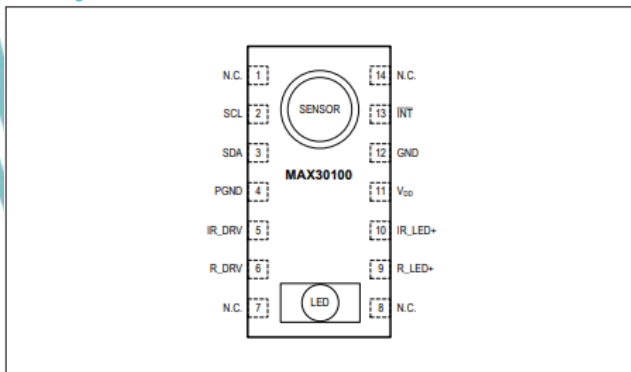 N.C. 1 14 N.C.
SENSOR
SCL 2 13 INT
SDA 3 12 GND
MAX30100
PGND 4 11 VDD
IR_DRV 5 10 IR_LED+
R_DRV 6 9 R_LED+
LED
N.C. 7 8 N.C.